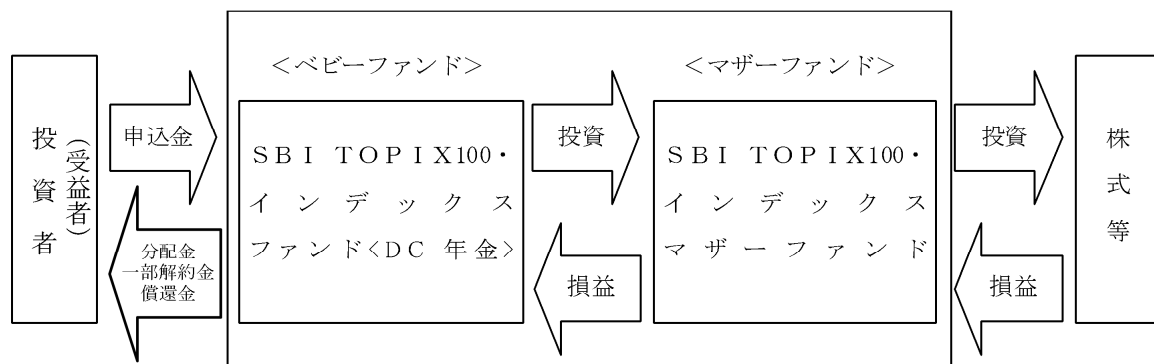 投資者
(受益者)
申込金
分配金
一部解約金
償還金
<ベビーファンド>
SBI TOPIX100・
インデックス
ファンド<DC 年金>
投資
損益
<マザーファンド>
SBI TOPIX100・
インデックス
マザーファンド
投資
損益
株式等